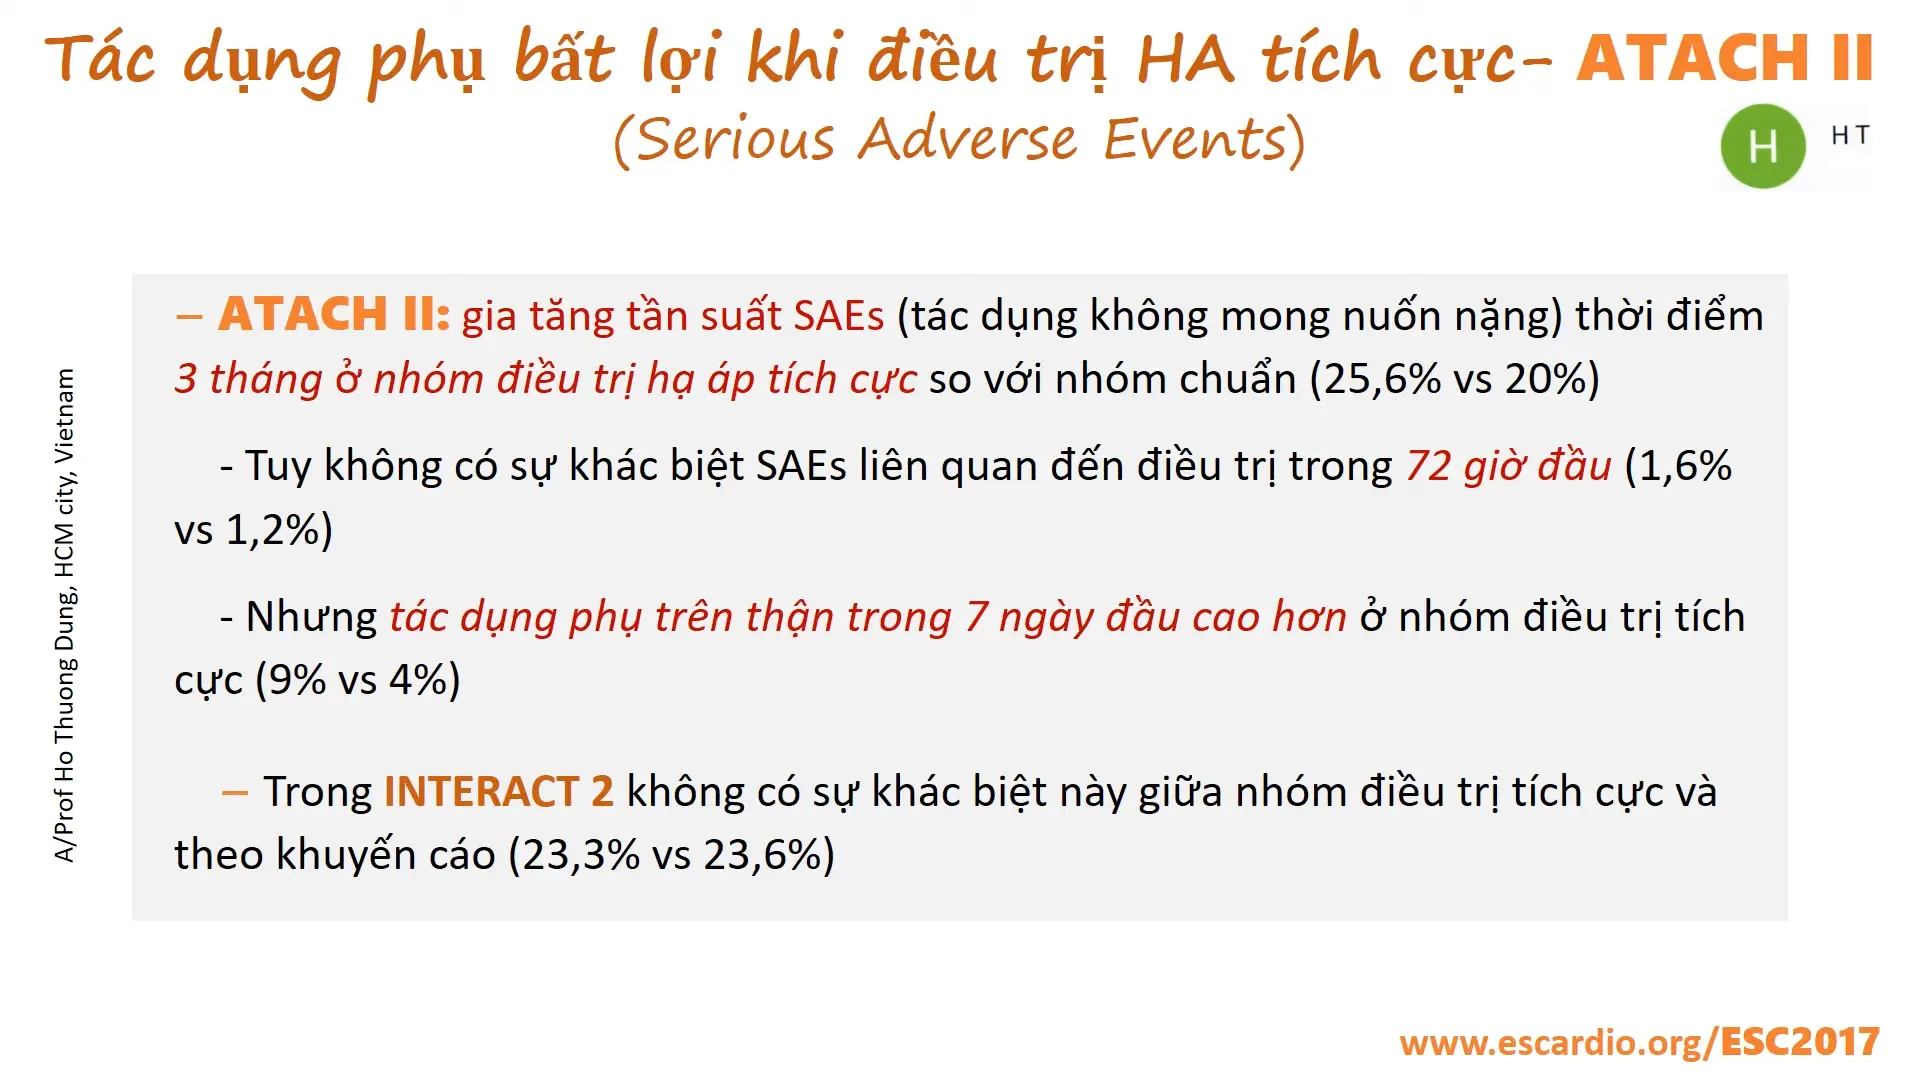 Tác dụng phụ bất lợi khi điều trị HA tích cực- ATACH II
(Serious Adverse Events)
H
H T
– ATACH II: gia tăng tần suất SAEs (tác dụng không mong nuốn nặng) thời điểm
3 tháng ở nhóm điều trị hạ áp tích cực so với nhóm chuẩn (25,6% vs 20%)
- Tuy không có sự khác biệt SAEs liên quan đến điều trị trong 72 giờ đầu (1,6%
vs 1,2%)
- Nhưng tác dụng phụ trên thận trong 7 ngày đầu cao hơn ở nhóm điều trị tích
cực (9% vs 4%)
– Trong INTERACT 2 không có sự khác biệt này giữa nhóm điều trị tích cực và
theo khuyến cáo (23,3% vs 23,6%)
A/Prof Ho Thuong Dung, HCM city, Vietnam
www.escardio.org/ESC2017